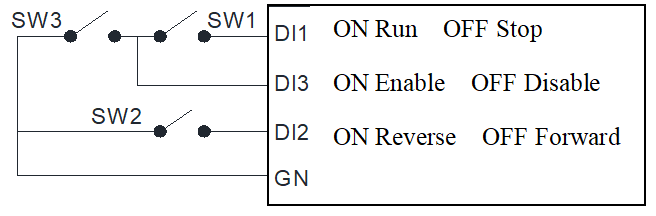 SW3 SW1 DI1 ON Run OFF Stop
DI3 ON Enable OFF Disable
SW2 DI2 ON Reverse OFF Forward
GN